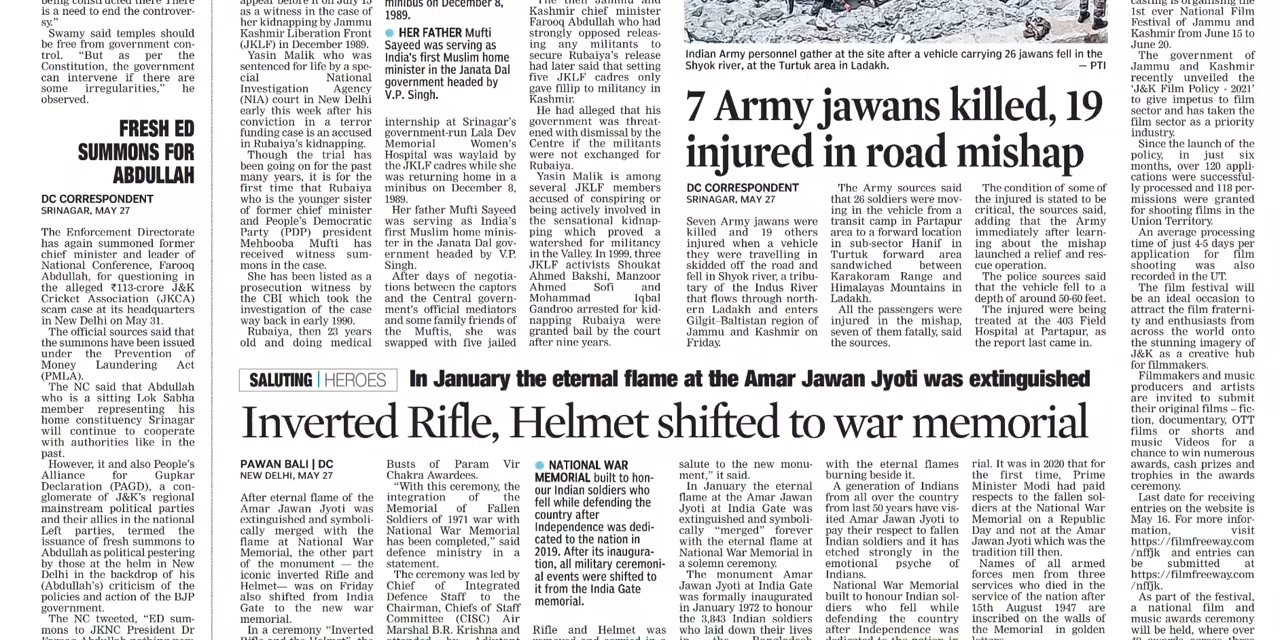 being constructed there There
is a need to end the controver-
sy."
Swamy said temples should
be free from government con-
trol. "But as per the
Constitution, the government
can intervene if there are
some irregularities," he
observed.
FRESH ED
SUMMONS FOR
ABDULLAH
DC CORRESPONDENT
SRINAGAR, MAY 27
The Enforcement Directorate
has again summoned former
chief minister and leader of
National Conference, Farooq
Abdullah, for questioning in
the alleged ₹113-crore J&K
Cricket Association (JKCA)
scam case at its headquarters
in New Delhi on May 31.
The official sources said that
the summons have been issued
under the Prevention of
Money Laundering Act
(PMLA).
The NC said that Abdullah
who is a sitting Lok Sabha
member representing his
home constituency Srinagar
will continue to cooperate
with authorities like in the
past.
However, it and also People's
Alliance for Gupkar
Declaration (PAGD), a con-
glomerate of J&K's regional
mainstream political parties
and their allies in the national
Left parties, termed the
issuance of fresh summons to
Abdullah as political pestering
by those at the helm in New
Delhi in the backdrop of his
(Abdullah's) criticism of the
policies and action of the BJP
government.
The NC tweeted, "ED sum-
mons to JKNC President Dr
appear before it on July 15
as a witness in the case of
her kidnapping by Jammu
Kashmir Liberation Front
(JKLF) in December 1989.
Yasin Malik who was
sentenced for life by a spe-
cial National
Investigation Agency
(NIA) court in New Delhi
early this week after his
conviction in a terror
funding case is an accused
in Rubaiya's kidnapping.
Though the trial has
been going on for the past
many years, it is for the
first time that Rubaiya
who is the younger sister
of former chief minister
and People's Democratic
Party (PDP) president
Mehbooba Mufti has
received witness sum-
mons in the case.
She has been listed as a
prosecution witness by
the CBI which took the
investigation of the case
way back in early 1990.
Rubaiya, then 23 years
old and doing medical
minibus on December 8,
1989.
● HER FATHER Mufti
Sayeed was serving as
India's first Muslim home
minister in the Janata Dal
government headed by
V.P. Singh.
internship at Srinagar's
government-run Lala Dev
Memorial Women's
Hospital was waylaid by
the JKLF cadres while she
was returning home in a
minibus on December 8,
1989.
Her father Mufti Sayeed
was serving as India's
first Muslim home minis-
ter in the Janata Dal gov-
ernment headed by V.P.
Singh.
After days of negotia-
tions between the captors
and the Central govern-
ment's official mediators
and some family friends of
the Muftis, she was
swapped with five jailed
The then Jammu and
Kashmir chief minister
Farooq Abdullah who had
strongly opposed releas-
ing any militants to
secure Rubaiya's release
had later said that setting
five JKLF cadres only
gave fillip to militancy in
Kashmir.
He had alleged that his
government was threat-
ened with dismissal by the
Centre if the militants
were not exchanged for
Rubaiya.
Yasin Malik is among
several JKLF members
accused of conspiring or
being actively involved in
the sensational kidnap-
ping which proved a
watershed for militancy
in the Valley. In 1999, three
JKLF activists Shoukat
Ahmed Bakshi, Manzoor
Ahmed Sofi and
Mohammad Iqbal
Gandroo arrested for kid-
napping Rubaiya were
granted bail by the court
after nine years.
Indian Army personnel gather at the site after a vehicle carrying 26 jawans fell in the
Shyok river, at the Turtuk area in Ladakh. — PTI
7 Army jawans killed, 19
injured in road mishap
DC CORRESPONDENT
SRINAGAR, MAY 27
Seven Army jawans were
killed and 19 others
injured when a vehicle
they were travelling in
skidded off the road and
fell in Shyok river, a tribu-
tary of the Indus River
that flows through north-
ern Ladakh and enters
Gilgit–Baltistan region of
Jammu and Kashmir on
Friday.
The Army sources said
that 26 soldiers were mov-
ing in the vehicle from a
transit camp in Partapur
area to a forward location
in sub-sector Hanif in
Turtuk forward area
sandwiched between
Karakoram Range and
Himalayas Mountains in
Ladakh.
All the passengers were
injured in the mishap,
seven of them fatally, said
the sources.
The condition of some of
the injured is stated to be
critical, the sources said,
adding that the Army
immediately after learn-
ing about the mishap
launched a relief and res-
cue operation.
The police sources said
that the vehicle fell to a
depth of around 50-60 feet.
The injured were being
treated at the 403 Field
Hospital at Partapur, as
the report last came in.
SALUTING | HEROES
In January the eternal flame at the Amar Jawan Jyoti was extinguished
Inverted Rifle, Helmet shifted to war memorial
PAWAN BALI | DC
NEW DELHI, MAY 27
After eternal flame of the
Amar Jawan Jyoti was
extinguished and symboli-
cally merged with the
flame at National War
Memorial, the other part
of the monument — the
iconic inverted Rifle and
Helmet— was on Friday
also shifted from India
Gate to the new war
memorial.
In a ceremony "Inverted
Busts of Param Vir
Chakra Awardees.
"With this ceremony, the
integration of the
Memorial of Fallen
Soldiers of 1971 war with
National War Memorial
has been completed," said
defence ministry in a
statement.
The ceremony was led by
Chief of Integrated
Defence Staff to the
Chairman, Chiefs of Staff
Committee (CISC) Air
Marshal B.R. Krishna and
● NATIONAL WAR
MEMORIAL built to hon-
our Indian soldiers who
fell while defending the
country after
Independence was dedi-
cated to the nation in
2019. After its inaugura-
tion, all military ceremoni-
al events were shifted to
it from the India Gate
memorial.
Rifle and Helmet was
salute to the new monu-
ment," it said.
In January the eternal
flame at the Amar Jawan
Jyoti at India Gate was
extinguished and symboli-
cally "merged" forever
with the eternal flame at
National War Memorial in
a solemn ceremony.
The monument Amar
Jawan Jyoti at India Gate
was formally inaugurated
in January 1972 to honour
the 3,843 Indian soldiers
who laid down their lives
with the eternal flames
burning beside it.
A generation of Indians
from all over the country
from last 50 years have vis-
ited Amar Jawan Jyoti to
pay their respect to fallen
Indian soldiers and it has
etched strongly in the
emotional psyche of
Indians.
National War Memorial
built to honour Indian sol-
diers who fell while
defending the country
after Independence was
rial. It was in 2020 that for
the first time, Prime
Minister Modi had paid
respects to the fallen sol-
diers at the National War
Memorial on a Republic
Day and not at the Amar
Jawan Jyoti which was the
tradition till then.
Names of all armed
forces men from three
services who died in the
service of the nation after
15th August 1947 are
inscribed on the walls of
the Memorial in golden
casting is organising the
1st ever National Film
Festival of Jammu and
Kashmir from June 15 to
June 20.
The government of
Jammu and Kashmir
recently unveiled the
'J&K Film Policy - 2021'
to give impetus to film
sector and has taken the
film sector as a priority
industry.
Since the launch of the
policy, in just six
months, over 120 appli-
cations were successful-
ly processed and 118 per-
missions were granted
for shooting films in the
Union Territory.
An average processing
time of just 4-5 days per
application for film
shooting was also
recorded in the UT.
The film festival will
be an ideal occasion to
attract the film fraterni-
ty and enthusiasts from
across the world onto
the stunning imagery of
J&K as a creative hub
for filmmakers.
Filmmakers and music
producers and artists
are invited to submit
their original films – fic-
tion, documentary, OTT
films or shorts and
music Videos for a
chance to win numerous
awards, cash prizes and
trophies in the awards
ceremony.
Last date for receiving
entries on the website is
May 16. For more infor-
mation, visit
https://filmfreeway.com
/nffjk and entries can
be submitted at
https://filmfreeway.com
/nffjk.
As part of the festival,
a national film and
music awards ceremony
will be held, where over